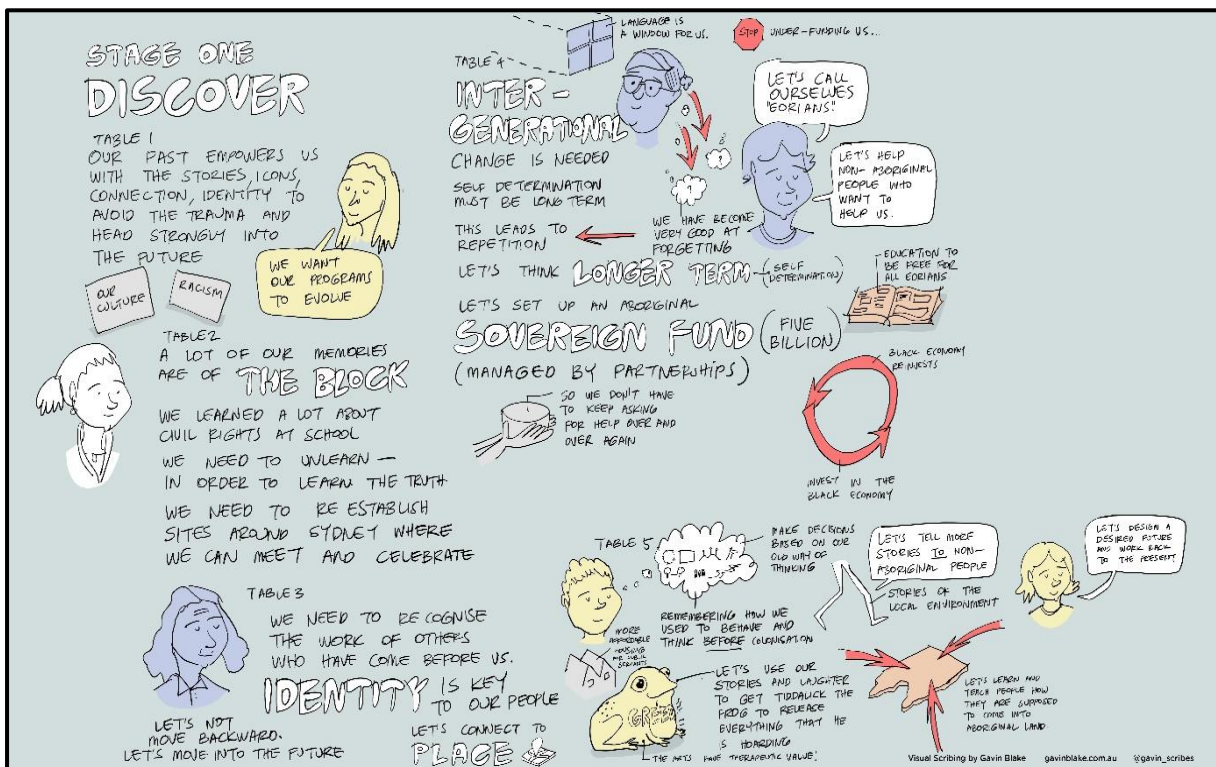 STAGE ONE
DISCOVER
TABLE 1
OUR PAST EMPOWERS US
WITH THE STORIES, ICONS,
CONNECTION, IDENTITY TO
AVOID THE TRAUMA AND
HEAD STRONGLY INTO
THE FUTURE
WE WANT
OUR PROGRAMS
TO EVOLVE
OUR
CULTURE
RACISM
TABLE 2
A LOT OF OUR MEMORIES
ARE OF THE BLOCK
WE LEARNED A LOT ABOUT
CIVIL RIGHTS AT SCHOOL
WE NEED TO UNLEARN —
IN ORDER TO LEARN THE TRUTH
WE NEED TO RE ESTABLISH
SITES AROUND SYDNEY WHERE
WE CAN MEET AND CELEBRATE
TABLE 3
WE NEED TO RECOGNISE
THE WORK OF OTHERS
WHO HAVE COME BEFORE US.
IDENTITY IS KEY
TO OUR PEOPLE
LET'S NOT
MOVE BACKWARD.
LET'S MOVE INTO THE FUTURE
LET'S CONNECT TO
PLACE
LANGUAGE IS
A WINDOW FOR US.
STOP UNDER-FUNDING US...
TABLE 4
INTER-
GENERATIONAL
CHANGE IS NEEDED
SELF DETERMINATION
MUST BE LONG TERM
THIS LEADS TO
REPETITION
WE HAVE BECOME
VERY GOOD AT
FORGETTING
?
?
LET'S CALL
OURSELVES
"EORIANS"
LET'S HELP
NON-ABORIGINAL
PEOPLE WHO
WANT TO
HELP US.
LET'S THINK LONGER TERM — (SELF
DETERMINATION)
EDUCATION TO
BE FREE FOR
ALL EORIANS
LET'S SET UP AN ABORIGINAL
SOVEREIGN FUND (FIVE
BILLION)
(MANAGED BY PARTNERSHIPS)
SO WE DON'T HAVE
TO KEEP ASKING
FOR HELP OVER AND
OVER AGAIN
BLACK ECONOMY
REINVESTS
INVEST IN THE
BLACK ECONOMY
TABLE 5
MAKE DECISIONS
BASED ON OUR
OLD WAY OF
THINKING
REMEMBERING HOW WE
USED TO BEHAVE AND
THINK BEFORE COLONISATION
MORE
AFFORDABLE
HOUSING
FOR PUBLIC
SERVANTS
LET'S TELL MORE
STORIES TO NON-
ABORIGINAL PEOPLE
STORIES OF THE
LOCAL ENVIRONMENT
LET'S DESIGN A
DESIRED FUTURE
AND WORK BACK
TO THE PRESENT!
GREED
LET'S USE OUR
STORIES AND LAUGHTER
TO GET TIDDALICK THE
FROG TO RELEASE
EVERYTHING THAT HE
IS HOARDING
THE ARTS HAVE THERAPEUTIC VALUE!
LET'S LEARN AND
TEACH PEOPLE HOW
THEY ARE SUPPOSED
TO COME INTO
ABORIGINAL LAND
Visual Scribing by Gavin Blake gavinblake.com.au @gavin_scribes